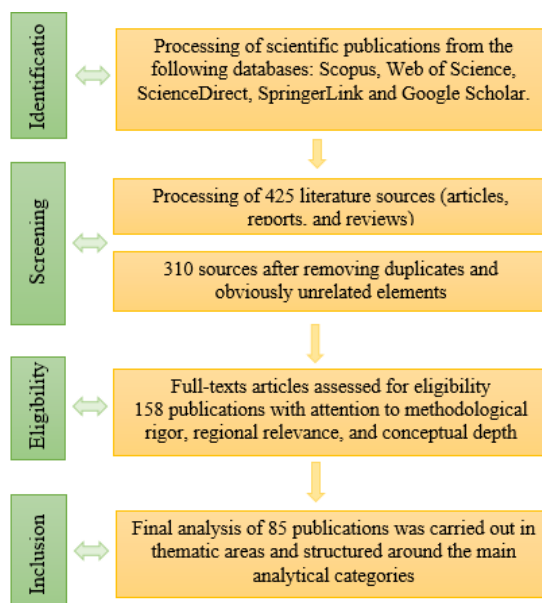 Identificatio
Processing of scientific publications from the
following databases: Scopus, Web of Science,
ScienceDirect, SpringerLink and Google Scholar.
Screening
Processing of 425 literature sources (articles,
reports, and reviews)
310 sources after removing duplicates and
obviously unrelated elements
Eligibility
Full-texts articles assessed for eligibility
158 publications with attention to methodological
rigor, regional relevance, and conceptual depth
Inclusion
Final analysis of 85 publications was carried out in
thematic areas and structured around the main
analytical categories